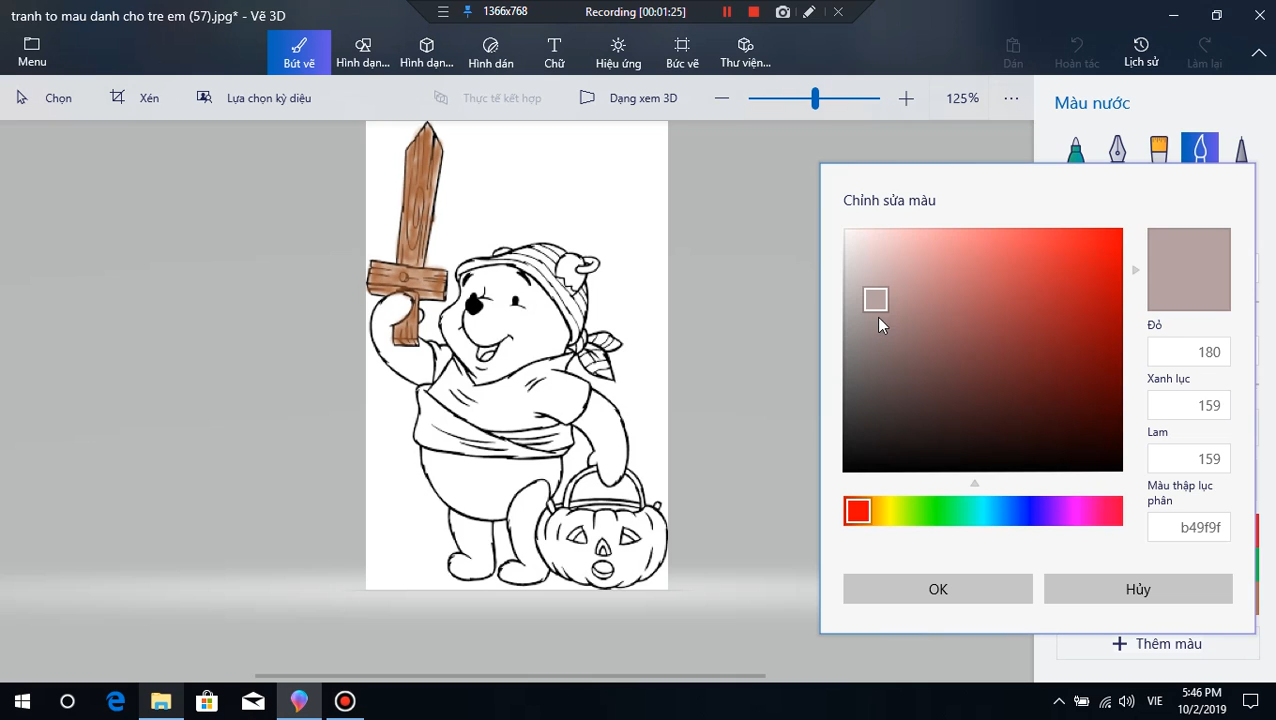 tranh to mau danh cho tre em (57).jpg* - Vẽ 3D
1366x768
Recording [00:01:25]
Menu
Bút vẽ
Hình dạn...
Hình dạn...
Hình dán
Chữ
Hiệu ứng
Bức vẽ
Thư viện...
Dán
Hoàn tác
Lịch sử
Làm lại
Chọn
Xén
Lựa chọn kỳ diệu
Thực tế kết hợp
Dạng xem 3D
125%
Màu nước
Chỉnh sửa màu
Đỏ
180
Xanh lục
159
Lam
159
Màu thập lục
phân
b49f9f
OK
Hủy
Thêm màu
VIE
5:46 PM
10/2/2019